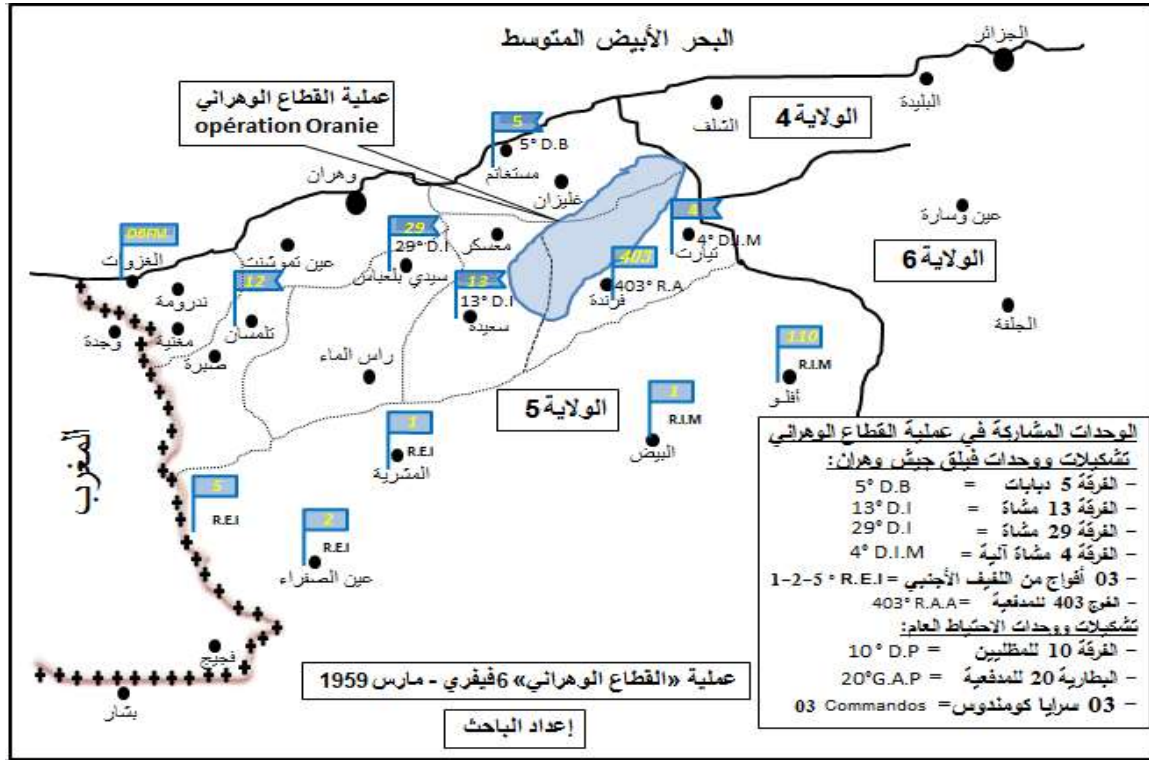 البحر الأبيض المتوسط
الجزائر
البليدة
الشلف
الولاية 4
عملية القطاع الوهراني
opération Oranie
5
5° D.B
مستغانم
غليزان
وهران
معسكر
29
29° D.I
سيدي بلعباس
4
4° D.I.M
تيارت
403
403° R.A
فرندة
13
13° D.I
سعيدة
عين وسارة
الولاية 6
الجلفة
DBFM
الغزوات
عين تموشنت
ندرومة
12
تلمسان
مغنية
وجدة
صبرة
راس الماء
الولاية 5
110
R.I.M
أفلـو
1
R.I.M
البيض
1
R.E.I
المشرية
المغرب
5
R.E.I
2
R.E.I
عين الصفراء
فجيج
بشار
الوحدات المشاركة في عملية القطاع الوهراني
تشكيلات ووحدات فيلق جيش وهران:
- الفرقة 5 دبابات = 5° D.B
- الفرقة 13 مشاة = 13° D.I
- الفرقة 29 مشاة = 29° D.I
- الفرقة 4 مشاة آلية = 4° D.I.M
- 03 أفواج من اللفيف الأجنبي = 1-2-5 ° R.E.I
- الفوج 403 للمدفعية = 403° R.A.A
تشكيلات ووحدات الاحتياط العام:
- الفرقة 10 للمظليين = 10° D.P
- البطارية 20 للمدفعية = 20°G.A.P
- 03 سرايا كومندوس = 03 Commandos
عملية «القطاع الوهراني» 6فيفري - مارس 1959
إعداد الباحث